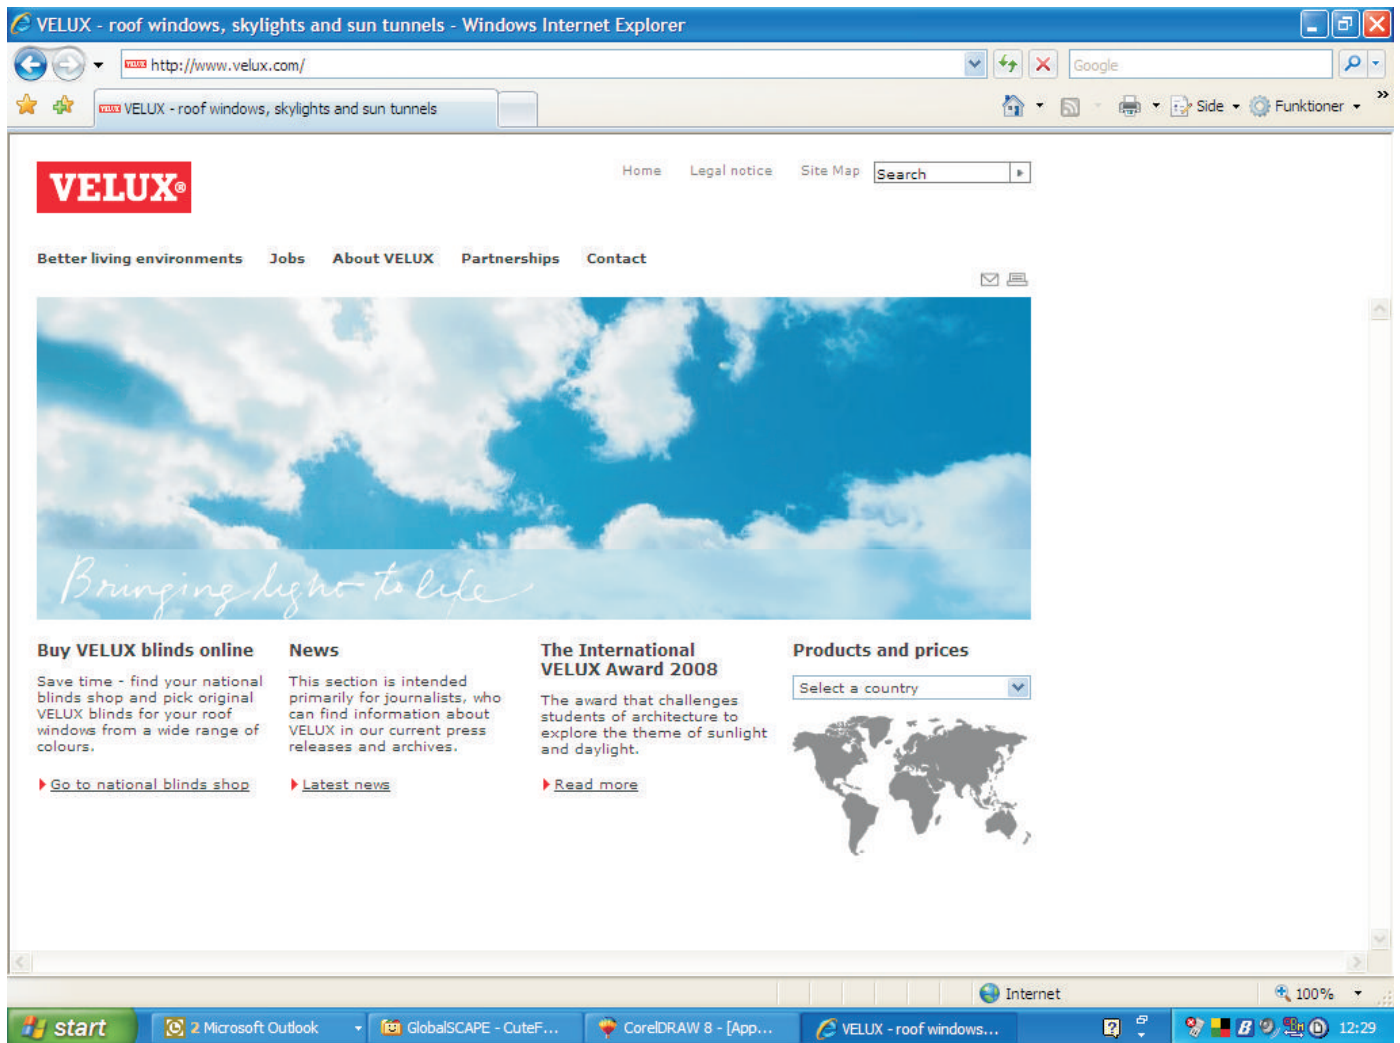 VELUX - roof windows, skylights and sun tunnels - Windows Internet Explorer
http://www.velux.com/
Google
VELUX - roof windows, skylights and sun tunnels
Side
Funktioner
VELUX®
Home Legal notice Site Map Search
Better living environments Jobs About VELUX Partnerships Contact
Bringing light to life
Buy VELUX blinds online
Save time - find your national
blinds shop and pick original
VELUX blinds for your roof
windows from a wide range of
colours.
Go to national blinds shop
News
This section is intended
primarily for journalists, who
can find information about
VELUX in our current press
releases and archives.
Latest news
The International
VELUX Award 2008
The award that challenges
students of architecture to
explore the theme of sunlight
and daylight.
Read more
Products and prices
Select a country
Internet
100%
start
2 Microsoft Outlook
GlobalSCAPE - CuteF...
CorelDRAW 8 - [App...
VELUX - roof windows...
12:29